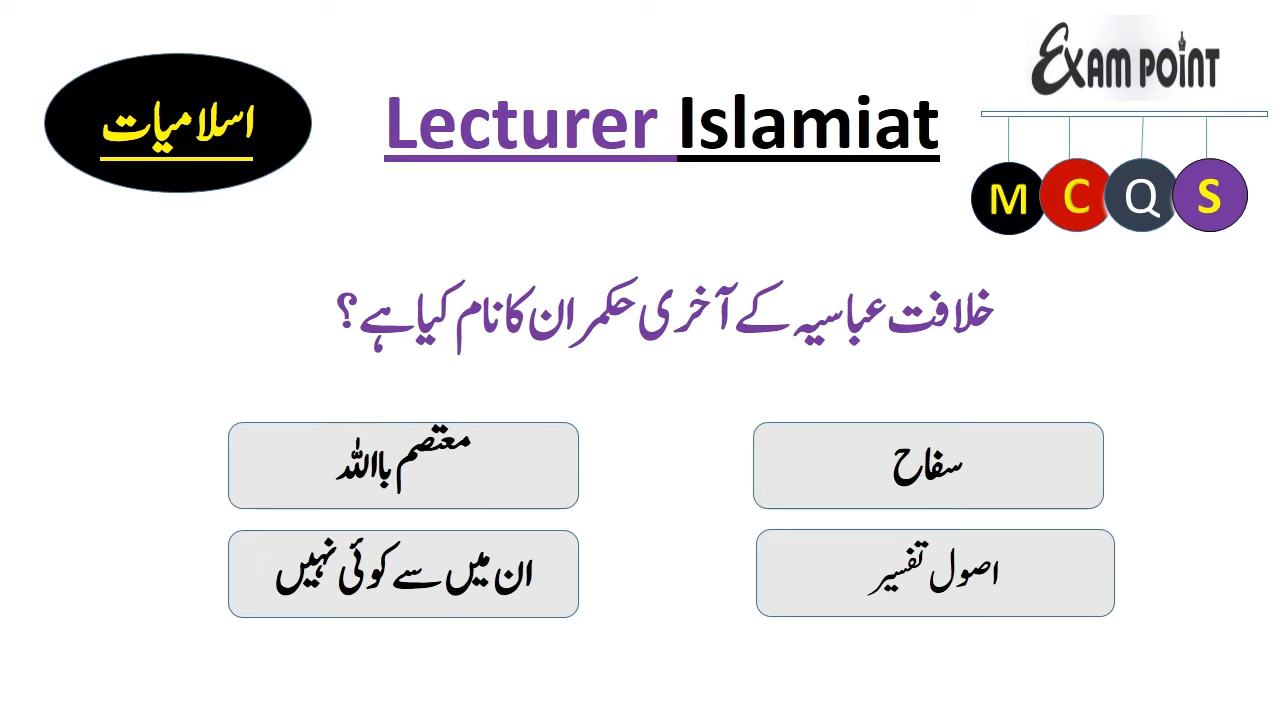 EXAM POINT
اسلامیات
Lecturer Islamiat
M C Q S
خلافت عباسیہ کے آخری حکمران کا نام کیا ہے؟
سفاح
معتصم باللہ
اصول تفسیر
ان میں سے کوئی نہیں